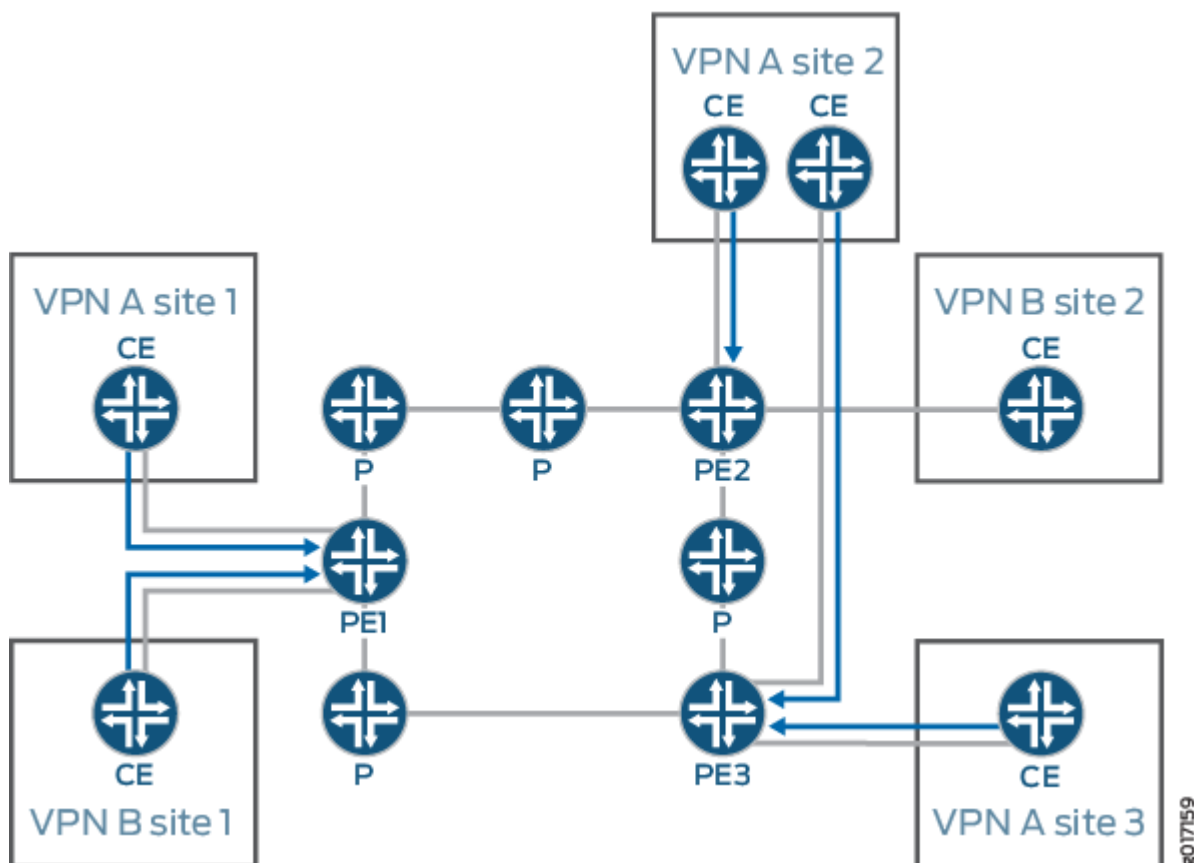 VPN A site 2
CE CE
VPN A site 1
CE
VPN B site 2
CE
P
P
PE2
PE1
P
CE
VPN B site 1
P
PE3
CE
VPN A site 3
g017159